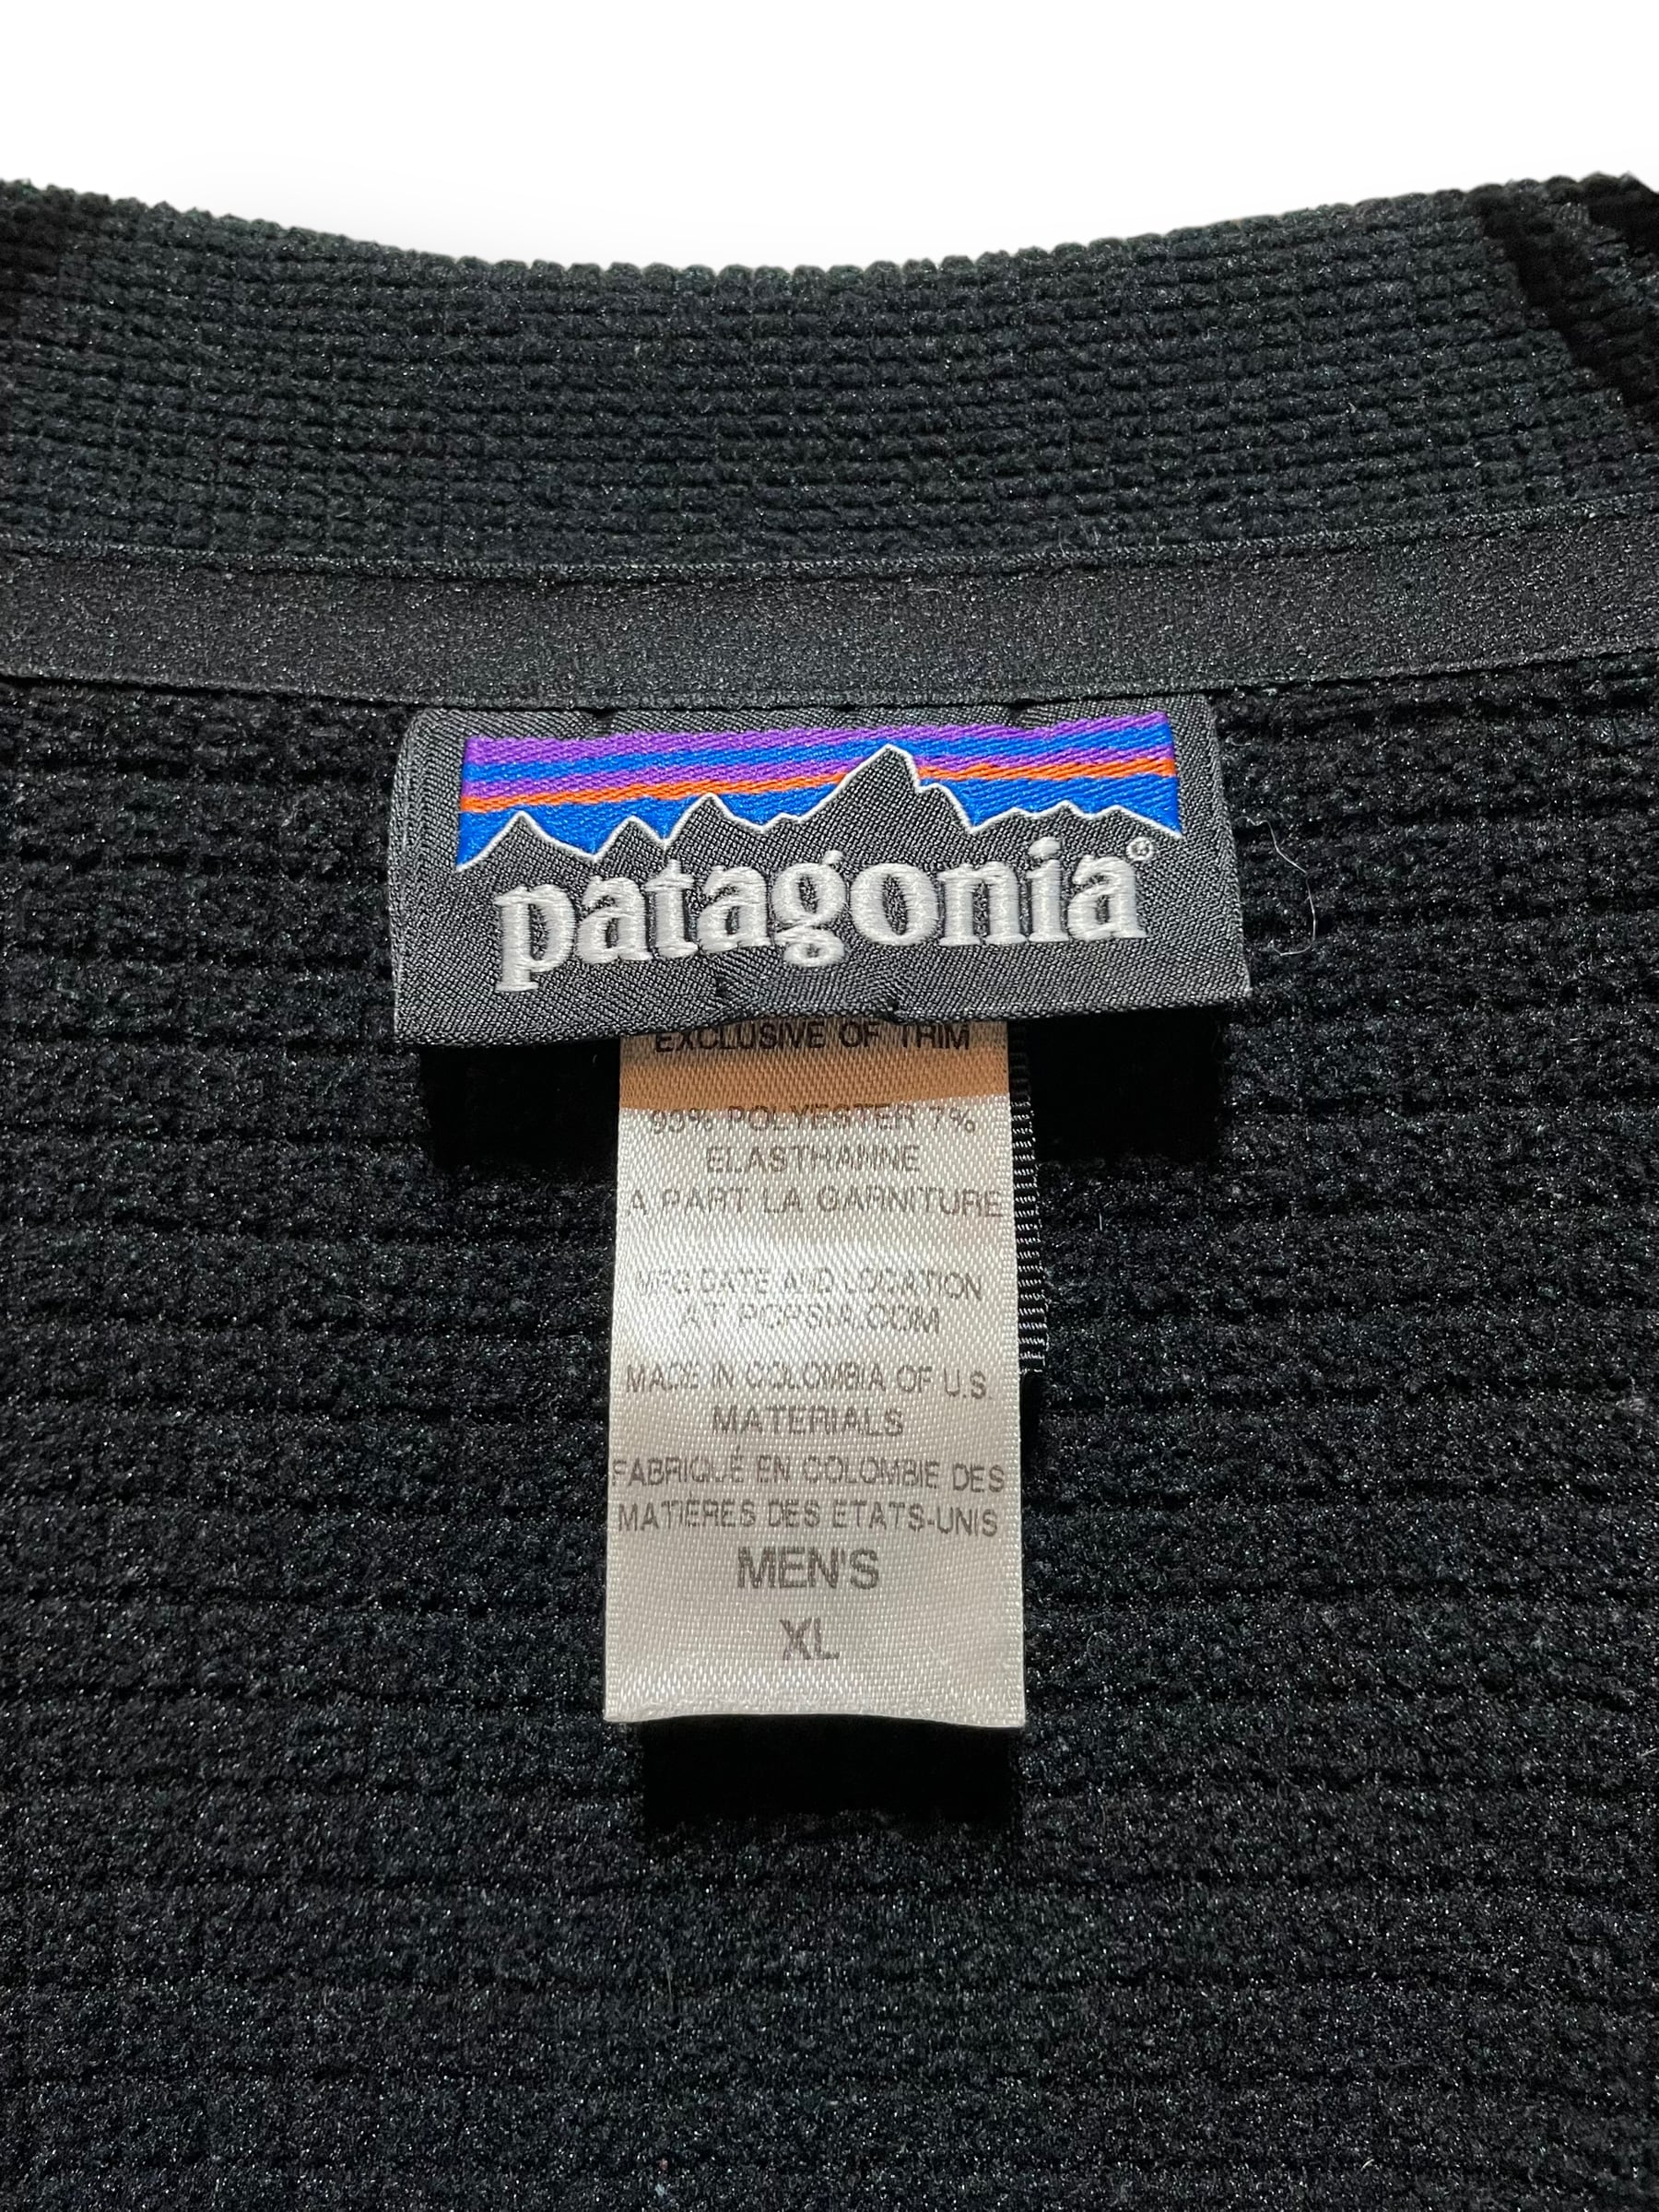 patagonia®
EXCLUSIVE OF TRIM
93% POLYESTER 7%
ELASTHANNE
A PART LA GARNITURE
MFG DATE AND LOCATION
AT PCPSIA.COM
MADE IN COLOMBIA OF U.S.
MATERIALS
FABRIQUÉ EN COLOMBIE DES
MATIÈRES DES ETATS-UNIS
MEN'S
XL